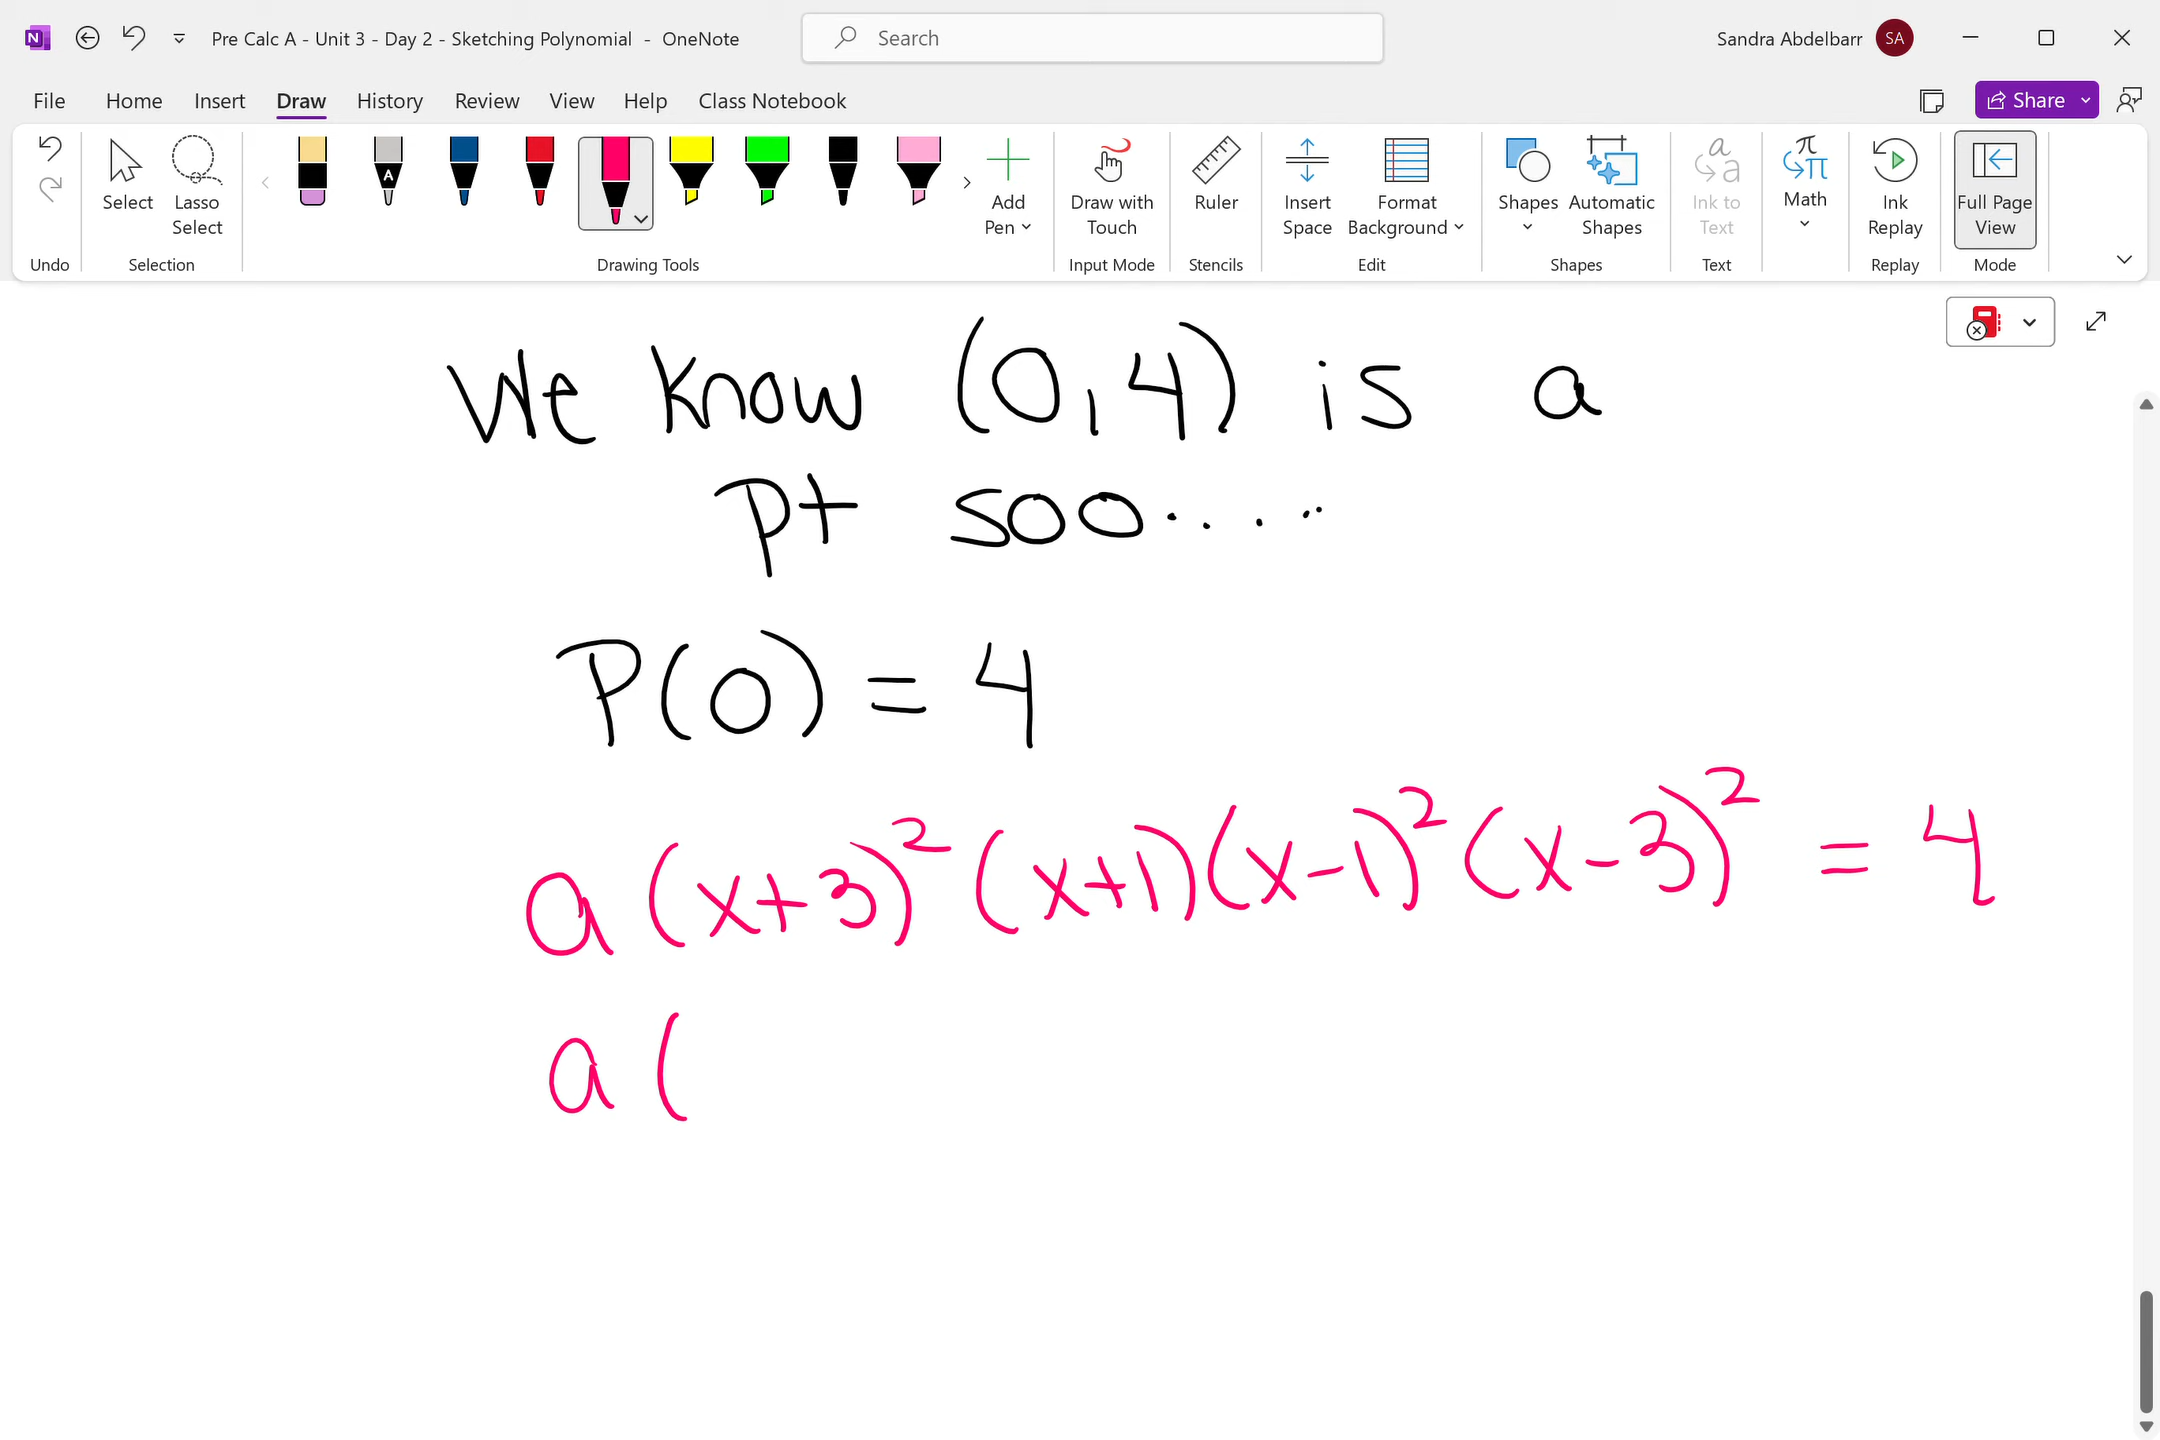 Pre Calc A - Unit 3 - Day 2 - Sketching Polynomial - OneNote
Search
Sandra Abdelbarr SA
File Home Insert Draw History Review View Help Class Notebook
Share
Select
Lasso Select
Add Pen
Draw with Touch
Ruler
Insert Space
Format Background
Shapes
Automatic Shapes
Ink to Text
Math
Ink Replay
Full Page View
Undo Selection Drawing Tools Input Mode Stencils Edit Shapes Text Replay Mode
We know (0,4) is a
pt soo.....
P(0) = 4
a(x+3)² (x+1)(x-1)² (x-3)² = 4
a(